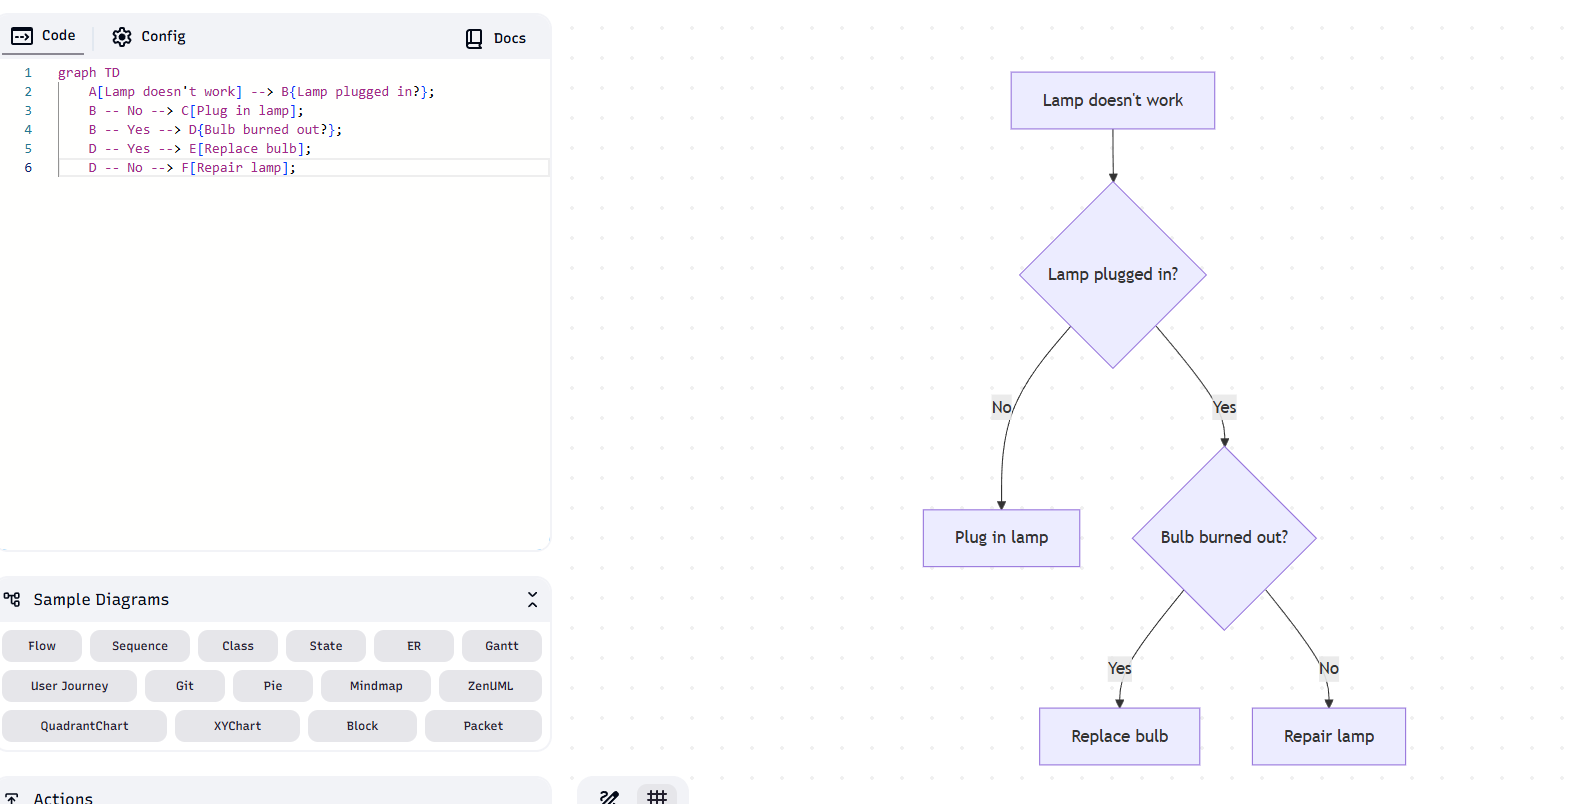 Code
Config
Docs
1 graph TD
2 A[Lamp doesn't work] --> B{Lamp plugged in?};
3 B -- No --> C[Plug in lamp];
4 B -- Yes --> D{Bulb burned out?};
5 D -- Yes --> E[Replace bulb];
6 D -- No --> F[Repair lamp];
Sample Diagrams
Flow Sequence Class State ER Gantt
User Journey Git Pie Mindmap ZenUML
QuadrantChart XYChart Block Packet
Actions
Lamp doesn't work
Lamp plugged in?
No
Yes
Plug in lamp
Bulb burned out?
Yes
No
Replace bulb
Repair lamp